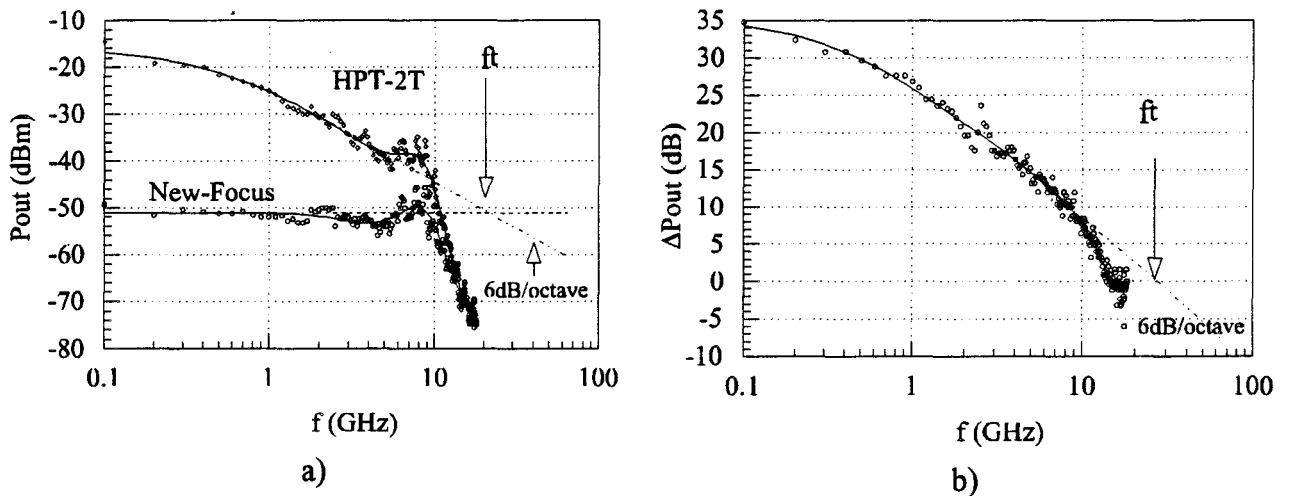 -10
-20
-30
-40
-50
-60
-70
-80
Pout (dBm)
HPT-2T
ft
New-Focus
6dB/octave
0.1
1
10
100
f (GHz)
a)
35
30
25
20
15
10
5
0
-5
-10
ΔPout (dB)
ft
6dB/octave
0.1
1
10
100
f (GHz)
b)